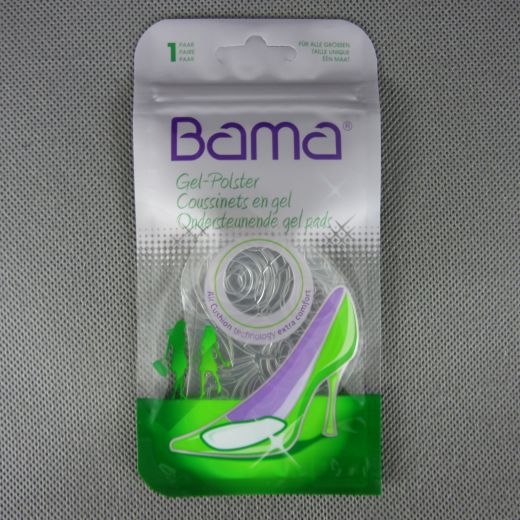 1 PAAR
PAIRE
PAAR
FÜR ALLE GRÖSSEN
TAILLE UNIQUE
ÉÉN MAAT
Bama®
Gel-Polster
Coussinets en gel
Ondersteunende gel pads
Air Cushion technology extra comfort